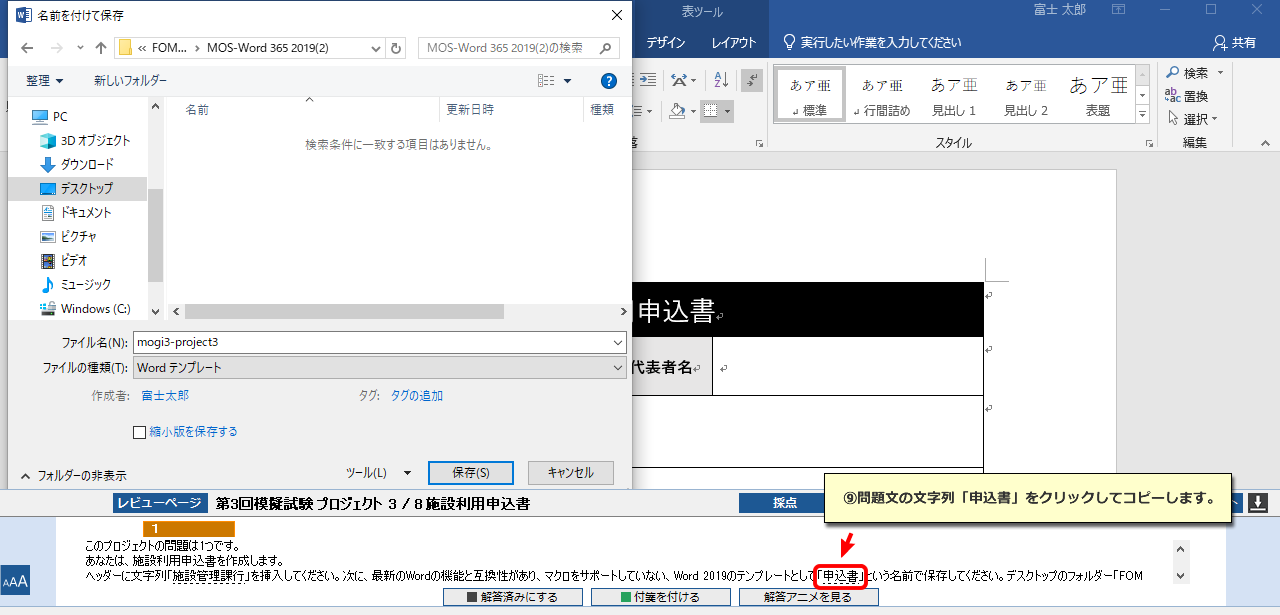 名前を付けて保存
表ツール
富士 太郎
« FOM... › MOS-Word 365 2019(2)
MOS-Word 365 2019(2)の検索
デザイン
レイアウト
実行したい作業を入力してください
共有
整理
新しいフォルダー
PC
3D オブジェクト
ダウンロード
デスクトップ
ドキュメント
ピクチャ
ビデオ
ミュージック
Windows (C:)
名前
更新日時
種類
検索条件に一致する項目はありません。
あア亜
あア亜
あア亜
あア亜
あア亜
↲ 標準
↲ 行間詰め
見出し 1
見出し 2
表題
スタイル
検索
置換
選択
編集
申込書
代表者名
ファイル名(N):
mogi3-project3
ファイルの種類(T):
Word テンプレート
作成者:
富士太郎
タグ:
タグの追加
縮小版を保存する
フォルダーの非表示
ツール(L)
保存(S)
キャンセル
⑨問題文の文字列「申込書」をクリックしてコピーします。
レビューページ
第3回模擬試験 プロジェクト 3 / 8 施設利用申込書
採点
1
このプロジェクトの問題は1つです。
あなたは、施設利用申込書を作成します。
ヘッダーに文字列「施設管理課行」を挿入してください。次に、最新のWordの機能と互換性があり、マクロをサポートしていない、Word 2019のテンプレートとして「申込書」という名前で保存してください。デスクトップのフォルダー「FOM
AAA
解答済みにする
付箋を付ける
解答アニメを見る